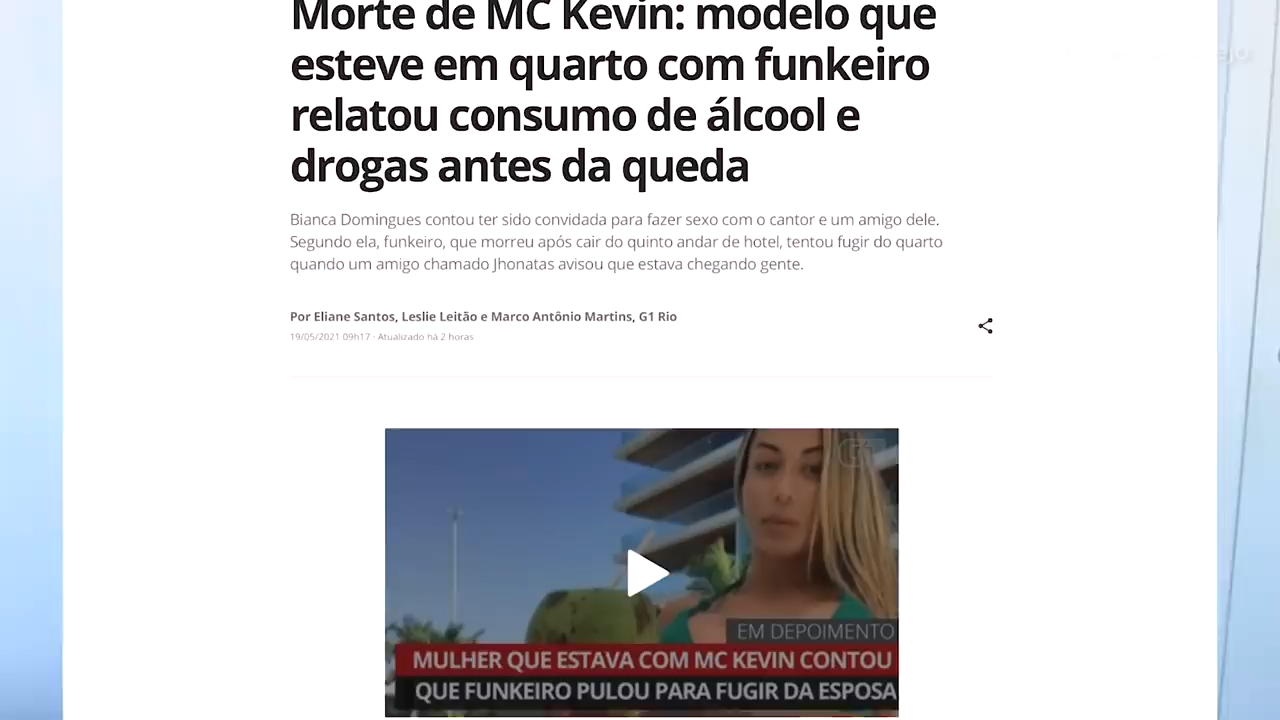 Morte de MC Kevin: modelo que
esteve em quarto com funkeiro
relatou consumo de álcool e
drogas antes da queda
Bianca Domingues contou ter sido convidada para fazer sexo com o cantor e um amigo dele.
Segundo ela, funkeiro, que morreu após cair do quinto andar de hotel, tentou fugir do quarto
quando um amigo chamado Jhonatas avisou que estava chegando gente.
Por Eliane Santos, Leslie Leitão e Marco Antônio Martins, G1 Rio
19/05/2021 09h17 · Atualizado há 2 horas
G1
EM DEPOIMENTO
MULHER QUE ESTAVA COM MC KEVIN CONTOU
QUE FUNKEIRO PULOU PARA FUGIR DA ESPOSA